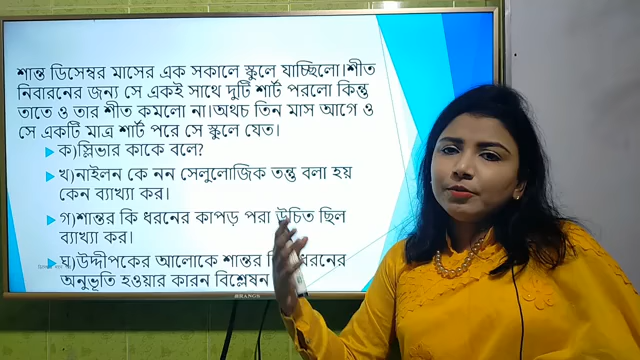 শান্ত ডিসেম্বর মাসের এক সকালে স্কুলে যাচ্ছিলো।শীত
নিবারনের জন্য সে একই সাথে দুটি শার্ট পরলো কিন্তু
তাতে ও তার শীত কমলো না।অথচ তিন মাস আগে ও
সে একটি মাত্র শার্ট পরে সে স্কুলে যেত।
ক)স্লিভার কাকে বলে?
খ)নাইলন কে নন সেলুলোজিক তন্তু বলা হয়
কেন ব্যাখ্যা কর।
গ)শান্তর কি ধরনের কাপড় পরা উচিত ছিল
ব্যাখ্যা কর।
ঘ)উদ্দীপকের আলোকে শান্তর ধরনের
অনুভূতি হওয়ার কারন বিশ্লেষন